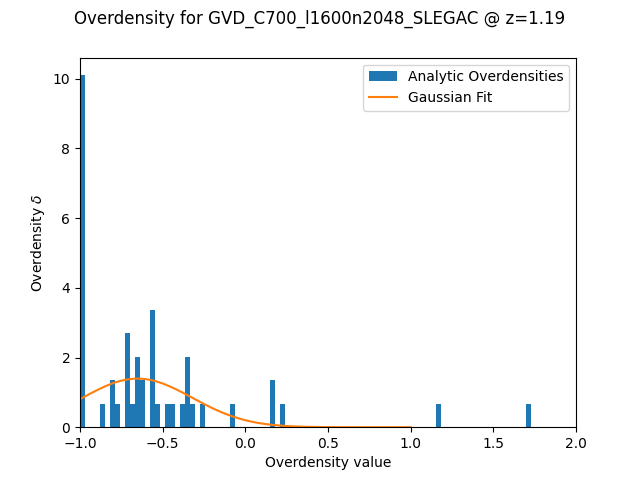 Overdensity for GVD_C700_l1600n2048_SLEGAC @ z=1.19
Analytic Overdensities
Gaussian Fit
Overdensity δ
10
8
6
4
2
0
−1.0
−0.5
0.0
0.5
1.0
1.5
2.0
Overdensity value